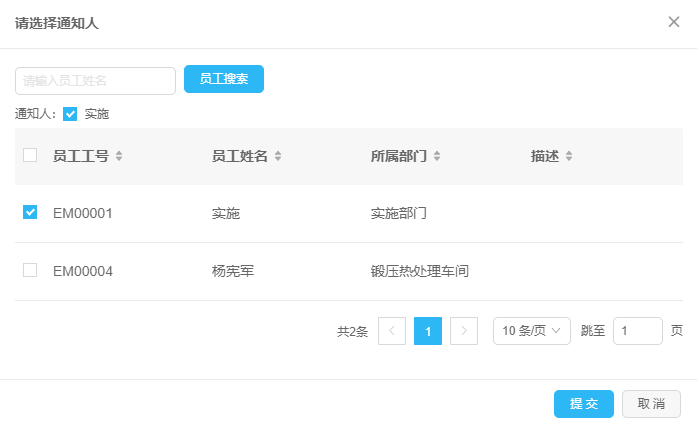 请选择通知人
请输入员工姓名 员工搜索
通知人： 实施
员工工号 员工姓名 所属部门 描述
EM00001 实施 实施部门
EM00004 杨宪军 锻压热处理车间
共2条 1 10 条/页 跳至 1 页
提 交 取 消